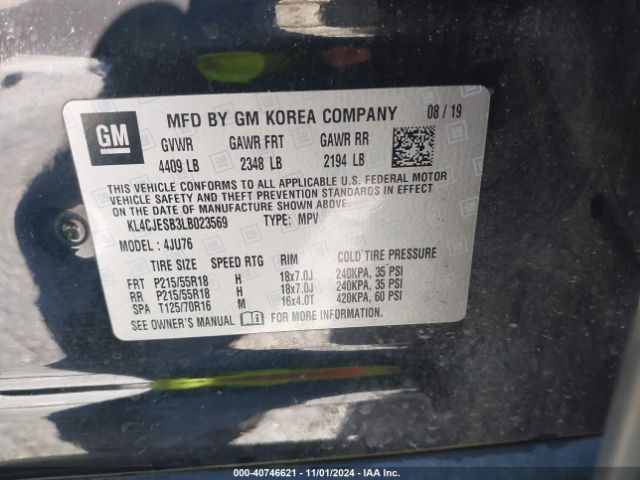 GM
MFD BY GM KOREA COMPANY 08 / 19
GVWR GAWR FRT GAWR RR
4409 LB 2348 LB 2194 LB
THIS VEHICLE CONFORMS TO ALL APPLICABLE U.S. FEDERAL MOTOR
VEHICLE SAFETY AND THEFT PREVENTION STANDARDS IN EFFECT
ON THE DATE OF MANUFACTURE SHOWN ABOVE.
KL4CJESB3LB023569 TYPE: MPV
MODEL : 4JU76
TIRE SIZE SPEED RTG RIM COLD TIRE PRESSURE
FRT P215/55R18 H 18x7.0J 240KPA, 35 PSI
RR P215/55R18 H 18x7.0J 240KPA, 35 PSI
SPA T125/70R16 M 16x4.0T 420KPA, 60 PSI
SEE OWNER'S MANUAL FOR MORE INFORMATION.
000-40746621 - 11/01/2024 - IAA Inc.